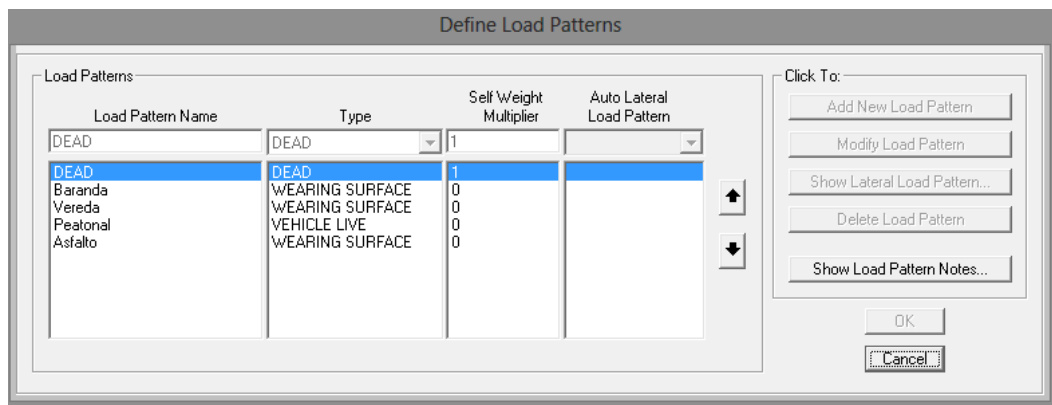 Define Load Patterns
Load Patterns
Click To:
Load Pattern Name Type Self Weight Multiplier Auto Lateral Load Pattern
DEAD DEAD 1
DEAD DEAD 1
Baranda WEARING SURFACE 0
Vereda WEARING SURFACE 0
Peatonal VEHICLE LIVE 0
Asfalto WEARING SURFACE 0
Add New Load Pattern
Modify Load Pattern
Show Lateral Load Pattern...
Delete Load Pattern
Show Load Pattern Notes...
OK
Cancel